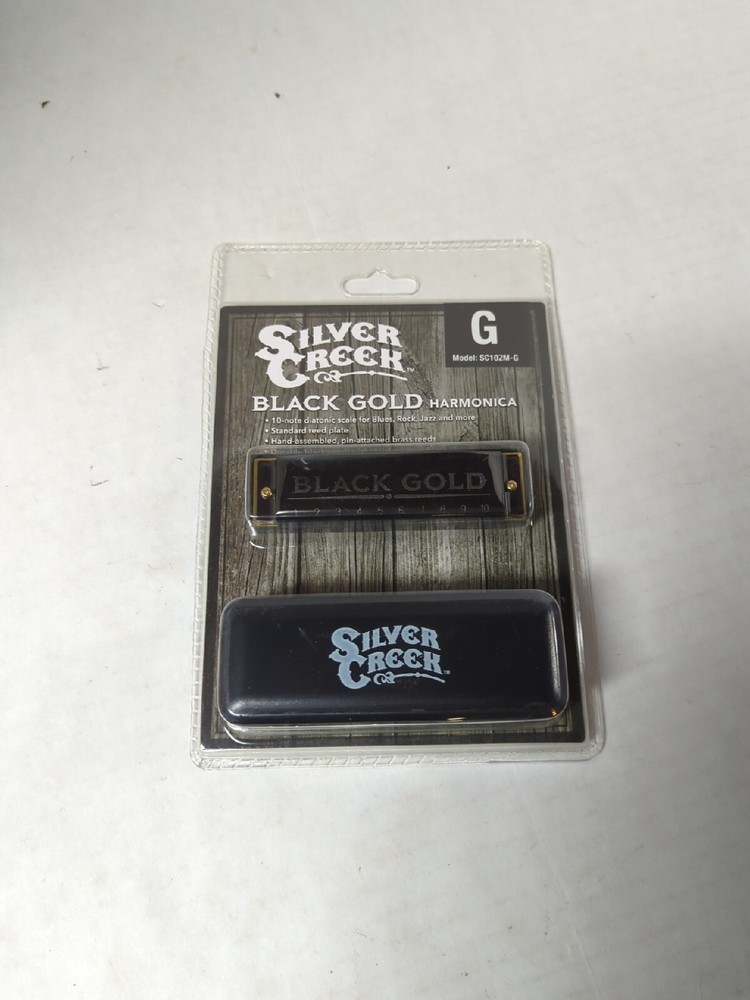 SILVER
CREEK™
G
Model: SC102M-G
BLACK GOLD HARMONICA
• 10-note diatonic scale for Blues, Rock, Jazz and more
• Standard reed plate
• Hand-assembled, pin-attached brass reeds
BLACK GOLD
1 2 3 4 5 6 7 8 9 10
SILVER
CREEK™